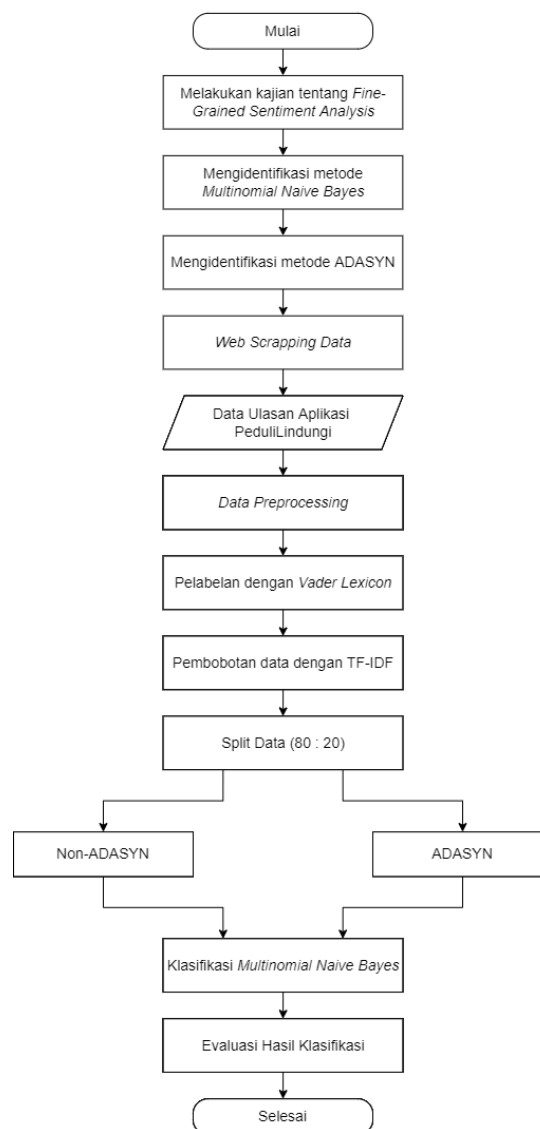 Mulai
Melakukan kajian tentang Fine-
Grained Sentiment Analysis
Mengidentifikasi metode
Multinomial Naive Bayes
Mengidentifikasi metode ADASYN
Web Scrapping Data
Data Ulasan Aplikasi
PeduliLindungi
Data Preprocessing
Pelabelan dengan Vader Lexicon
Pembobotan data dengan TF-IDF
Split Data (80 : 20)
Non-ADASYN
ADASYN
Klasifikasi Multinomial Naive Bayes
Evaluasi Hasil Klasifikasi
Selesai